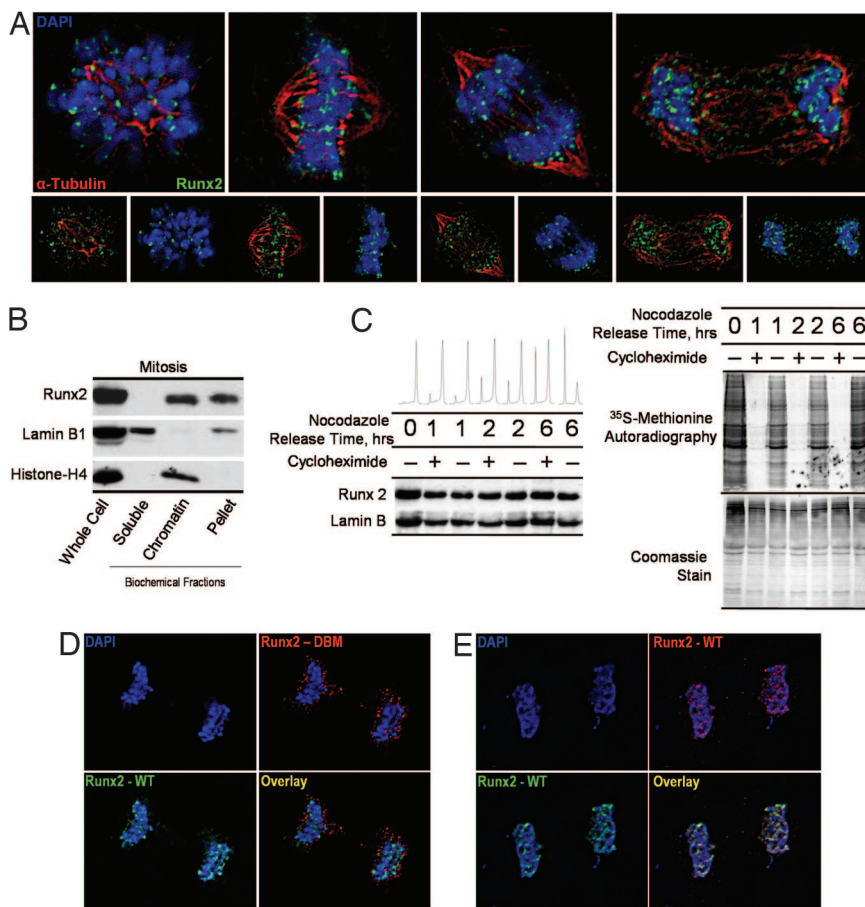 A
DAPI
α-Tubulin
Runx2
B
Mitosis
Runx2
Lamin B1
Histone-H4
Whole Cell
Soluble
Chromatin
Pellet
Biochemical Fractions
C
Nocodazole
Release Time, hrs
0 1 1 2 2 6 6
Cycloheximide
+ − + − + −
Runx 2
Lamin B
Nocodazole
Release Time, hrs
0 1 1 2 2 6 6
Cycloheximide
− + − + − + −
³⁵S-Methionine
Autoradiography
Coomassie
Stain
D
DAPI
Runx2 – DBM
Runx2 - WT
Overlay
E
DAPI
Runx2 - WT
Runx2 - WT
Overlay